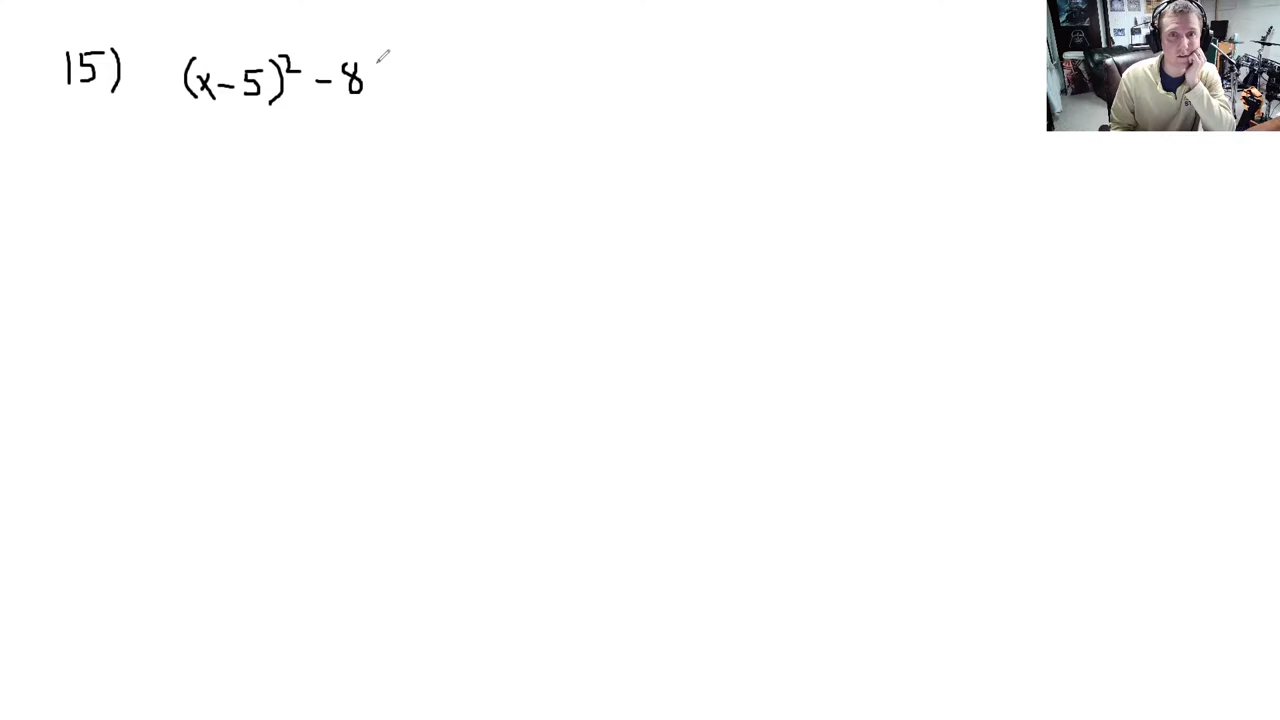 15) (x-5)² - 8